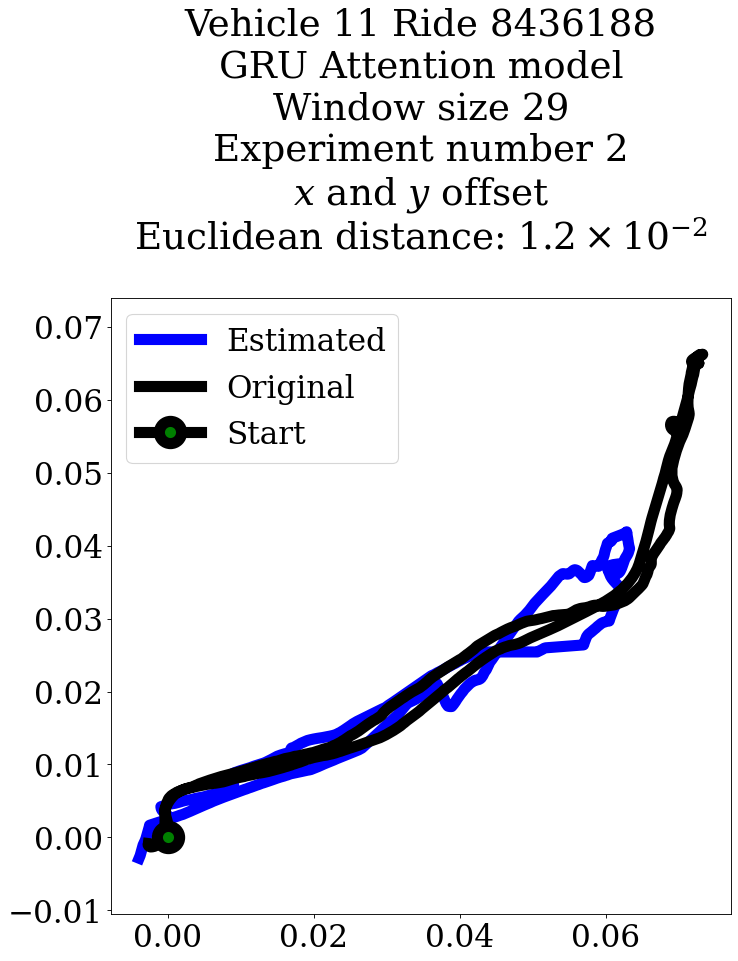 Vehicle 11 Ride 8436188
GRU Attention model
Window size 29
Experiment number 2
x and y offset
Euclidean distance: 1.2 × 10⁻²
Estimated
Original
Start
0.07
0.06
0.05
0.04
0.03
0.02
0.01
0.00
−0.01
0.00 0.02 0.04 0.06